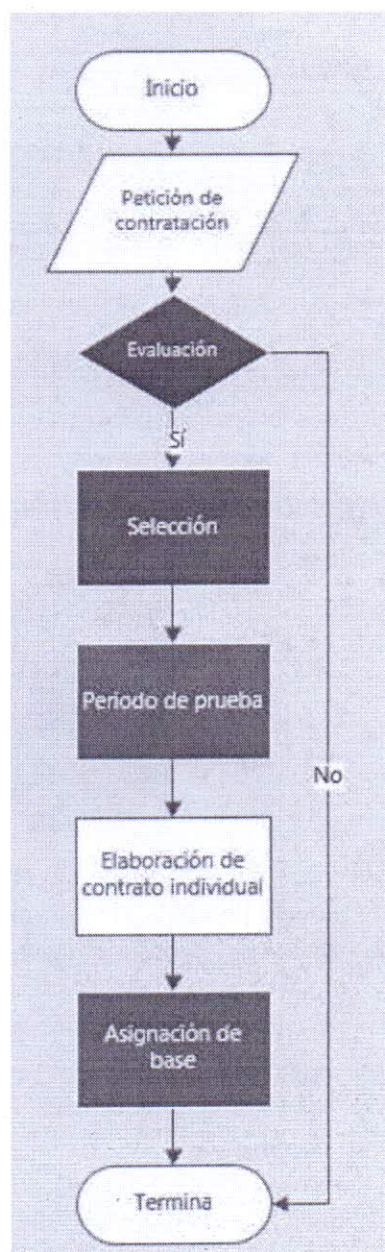 Inicio
Petición de
contratación
Evaluación
Sí
Selección
Periodo de prueba
No
Elaboración de
contrato individual
Asignación de
base
Termina